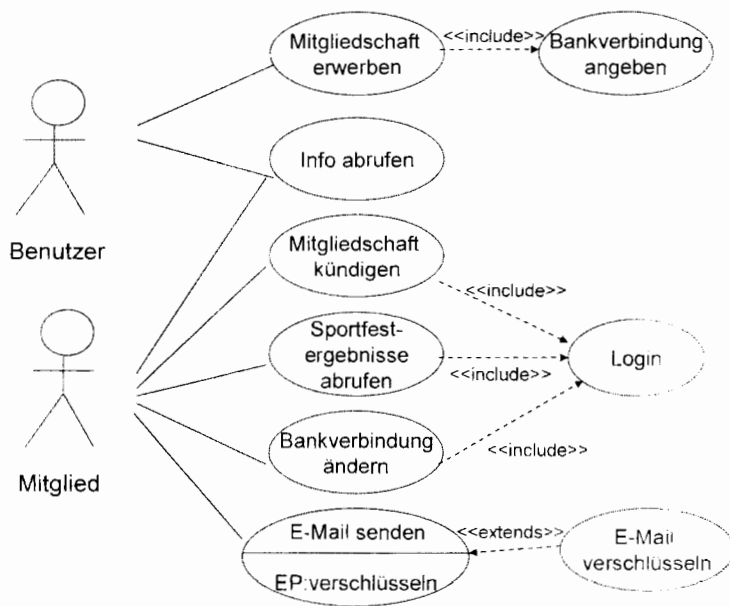 Mitgliedschaft
erwerben
<<include>>
Bankverbindung
angeben
Info abrufen
Benutzer
Mitgliedschaft
kündigen
<<include>>
Sportfest-
ergebnisse
abrufen
<<include>>
Login
Bankverbindung
ändern
<<include>>
Mitglied
E-Mail senden
EP:verschlüsseln
<<extends>>
E-Mail
verschlüsseln